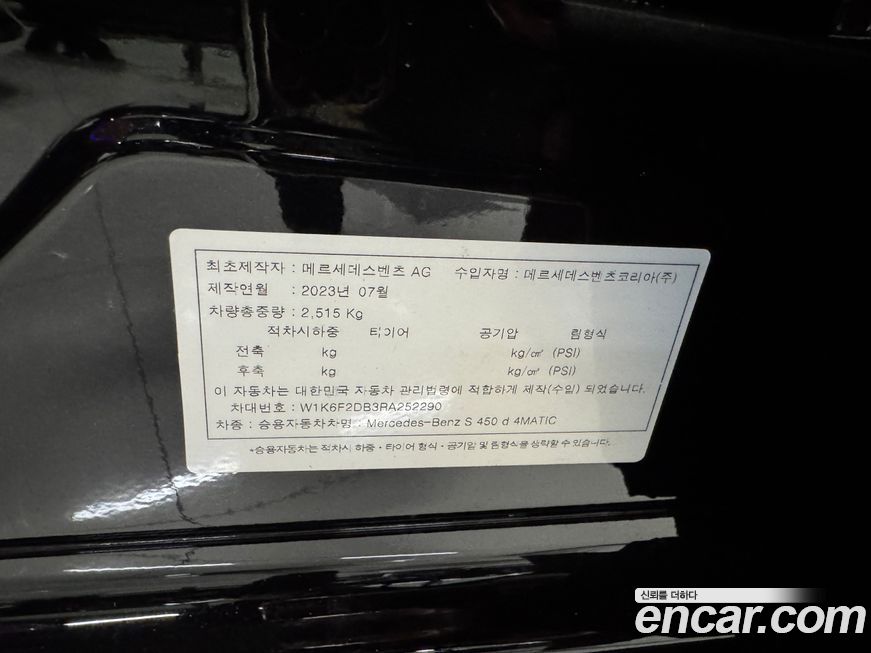 최초제작자 : 메르세데스벤츠 AG 수입자명 : 메르세데스벤츠코리아(주)
제작연월 : 2023년 07월
차량총중량 : 2,515 Kg
적차시하중 타이어 공기압 림형식
전축 kg kg/㎠ (PSI)
후축 kg kg/㎠ (PSI)
이 자동차는 대한민국 자동차 관리법령에 적합하게 제작(수입) 되었습니다.
차대번호 : W1K6F2DB3RA252290
차종 : 승용자동차차명 : Mercedes-Benz S 450 d 4MATIC
*승용자동차는 적차시 하중·타이어 형식·공기압 및 림형식을 생략할 수 있습니다.
신뢰를 더하다
encar.com